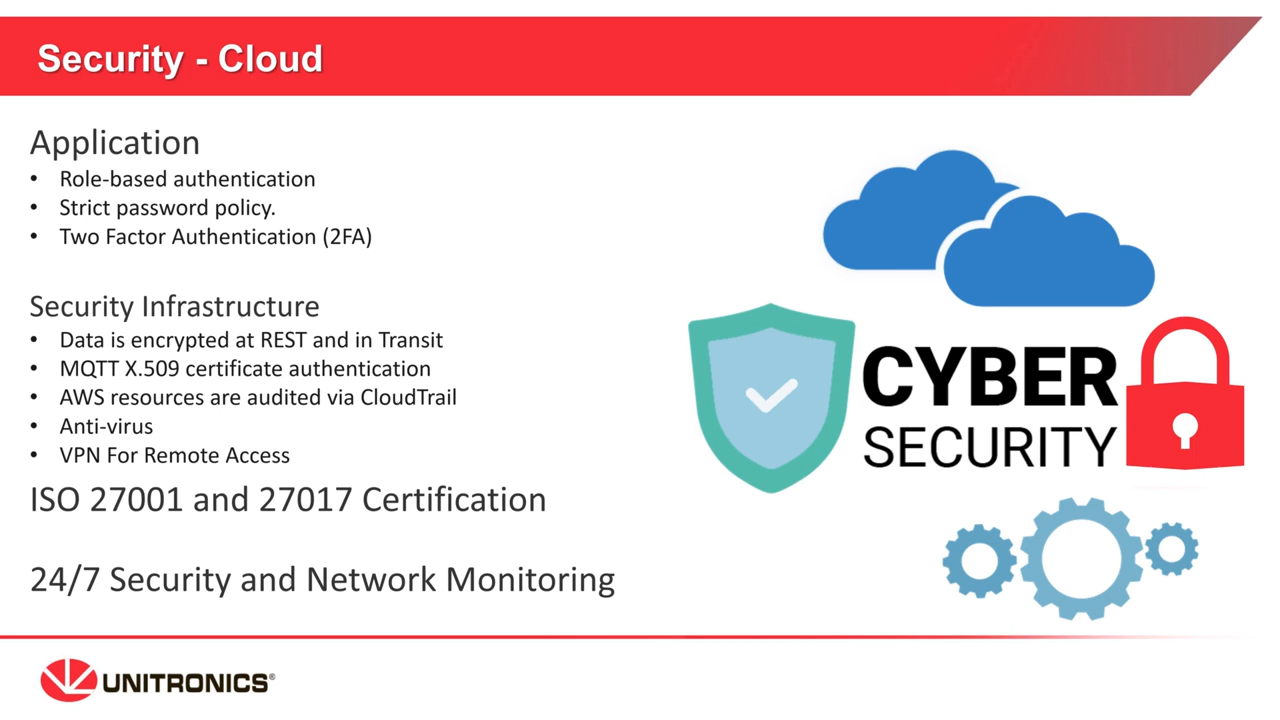 Security - Cloud
Application
• Role-based authentication
• Strict password policy.
• Two Factor Authentication (2FA)
Security Infrastructure
• Data is encrypted at REST and in Transit
• MQTT X.509 certificate authentication
• AWS resources are audited via CloudTrail
• Anti-virus
• VPN For Remote Access
ISO 27001 and 27017 Certification
24/7 Security and Network Monitoring
CYBER
SECURITY
UNITRONICS®